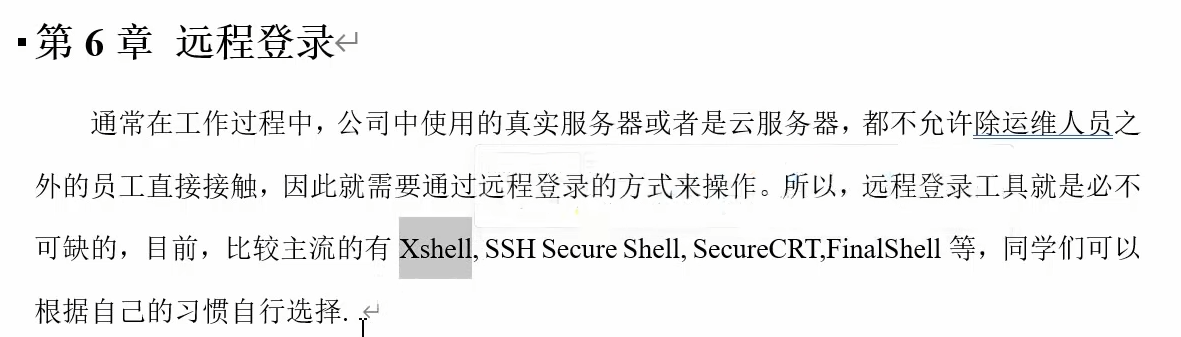 第 6 章 远程登录
通常在工作过程中，公司中使用的真实服务器或者是云服务器，都不允许除运维人员之
外的员工直接接触，因此就需要通过远程登录的方式来操作。所以，远程登录工具就是必不
可缺的，目前，比较主流的有 Xshell, SSH Secure Shell, SecureCRT,FinalShell 等，同学们可以
根据自己的习惯自行选择.